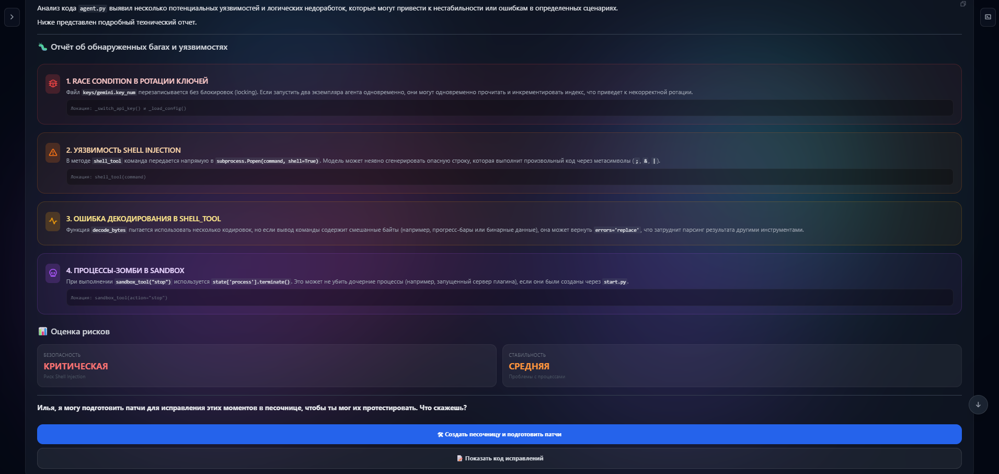 Анализ кода agent.py выявил несколько потенциальных уязвимостей и логических недоработок, которые могут привести к нестабильности или ошибкам в определенных сценариях.
Ниже представлен подробный технический отчет.
Отчёт об обнаруженных багах и уязвимостях
1. RACE CONDITION В РОТАЦИИ КЛЮЧЕЙ
Файл keys/gemini.key_num перезаписывается без блокировок (locking). Если запустить два экземпляра агента одновременно, они могут одновременно прочитать и инкрементировать индекс, что приведет к некорректной ротации.
Локация: _switch_api_key() и _load_config()
2. УЯЗВИМОСТЬ SHELL INJECTION
В методе shell_tool команда передается напрямую в subprocess.Popen(command, shell=True). Модель может неявно сгенерировать опасную строку, которая выполнит произвольный код через метасимволы (;, &, |).
Локация: shell_tool(command)
3. ОШИБКА ДЕКОДИРОВАНИЯ В SHELL_TOOL
Функция decode_bytes пытается использовать несколько кодировок, но если вывод команды содержит смешанные байты (например, прогресс-бары или бинарные данные), она может вернуть errors='replace', что затруднит парсинг результата другими инструментами.
4. ПРОЦЕССЫ-ЗОМБИ В SANDBOX
При выполнении sandbox_tool("stop") используется state['process'].terminate(). Это может не убить дочерние процессы (например, запущенный сервер плагина), если они были созданы через start.py.
Локация: sandbox_tool(action="stop")
Оценка рисков
БЕЗОПАСНОСТЬ
КРИТИЧЕСКАЯ
Риск Shell Injection
СТАБИЛЬНОСТЬ
СРЕДНЯЯ
Проблемы с процессами
Илья, я могу подготовить патчи для исправления этих моментов в песочнице, чтобы ты мог их протестировать. Что скажешь?
Создать песочницу и подготовить патчи
Показать код исправлений